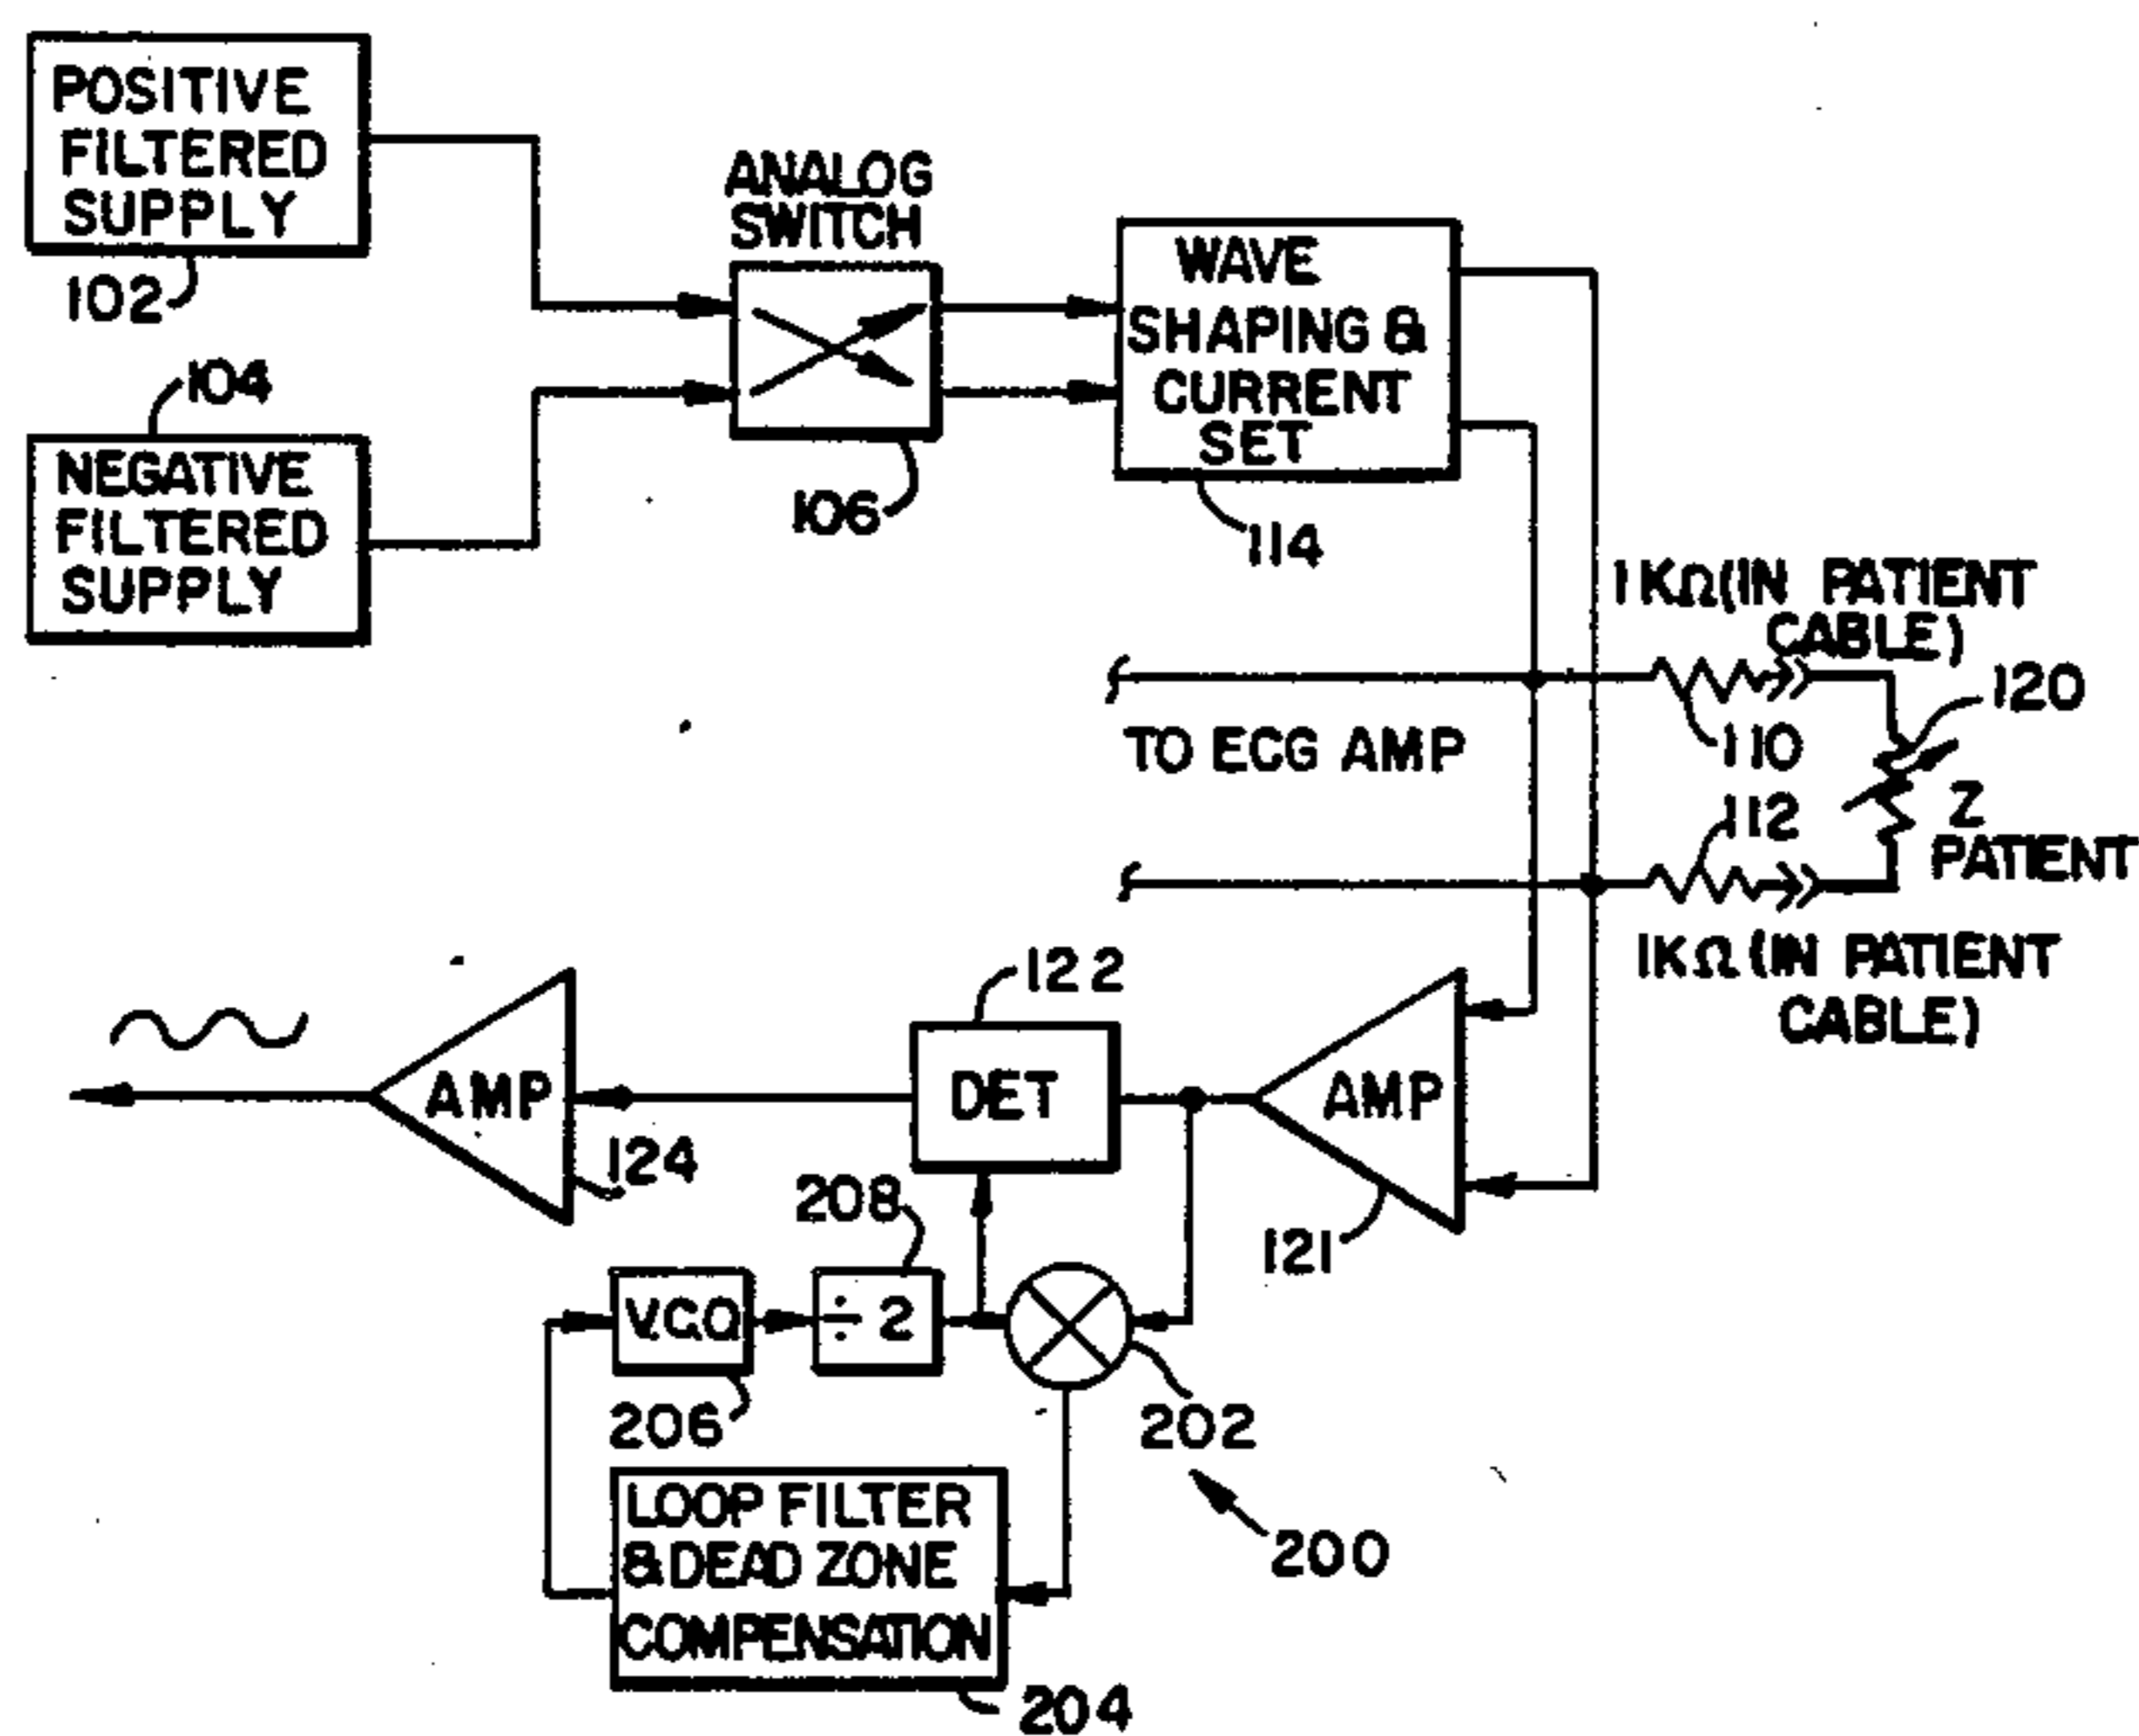 POSITIVE
FILTERED
SUPPLY
102
104
NEGATIVE
FILTERED
SUPPLY
ANALOG
SWITCH
106
WAVE
SHAPING &
CURRENT
SET
114
1KΩ (IN PATIENT
CABLE)
120
110
TO ECG AMP
112
Z
PATIENT
1KΩ (IN PATIENT
CABLE)
122
DET
AMP
121
AMP
124
208
V.C.O.
÷ 2
206
202
200
LOOP FILTER
& DEAD ZONE
COMPENSATION
204